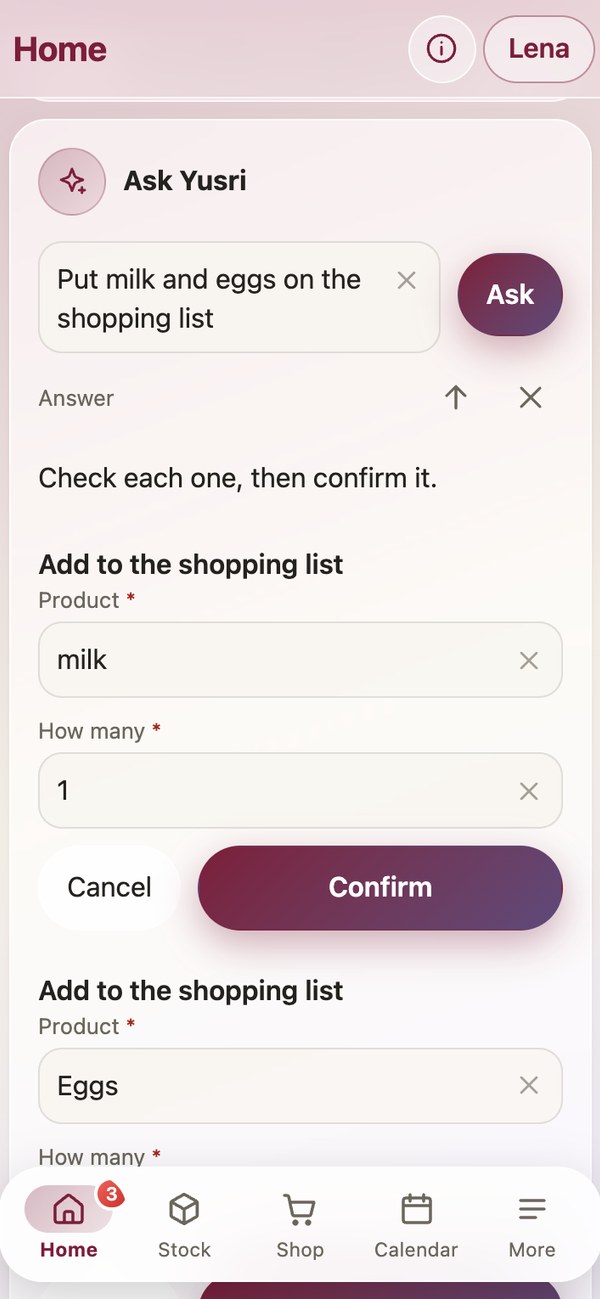 Home
Lena
Ask Yusri
Put milk and eggs on the
shopping list
Ask
Answer
Check each one, then confirm it.
Add to the shopping list
Product *
milk
How many *
1
Cancel
Confirm
Add to the shopping list
Product *
Eggs
How many *
3
Home
Stock
Shop
Calendar
More